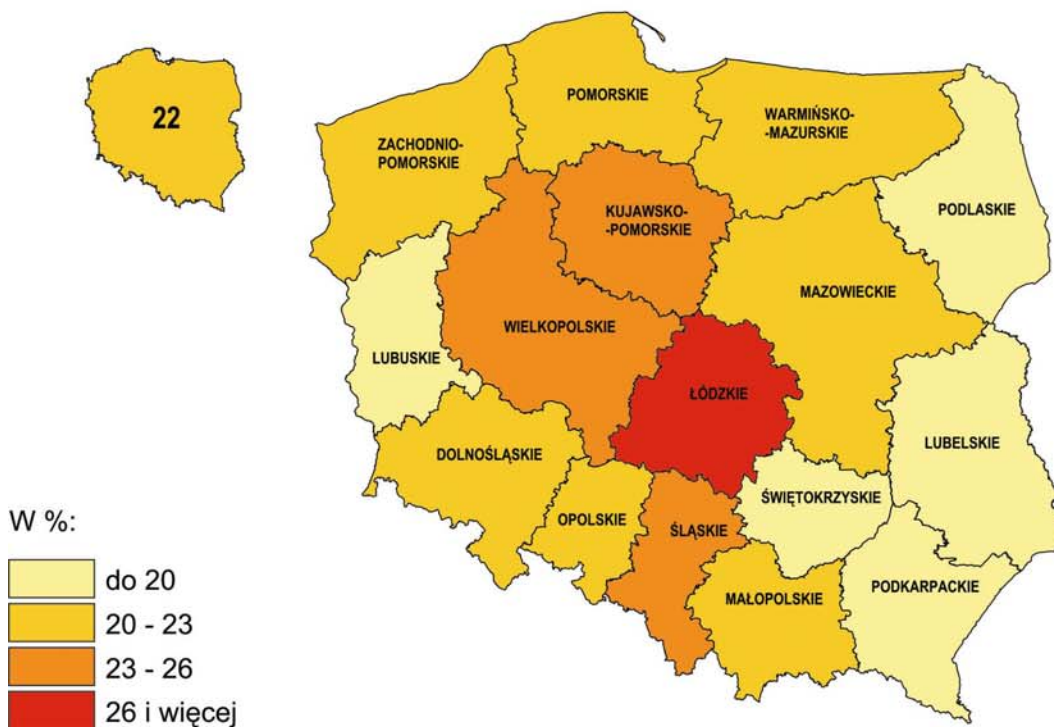 22
POMORSKIE
WARMIŃSKO-
-MAZURSKIE
ZACHODNIO-
POMORSKIE
PODLASKIE
KUJAWSKO-
-POMORSKIE
MAZOWIECKIE
WIELKOPOLSKIE
LUBUSKIE
ŁÓDZKIE
LUBELSKIE
DOLNOŚLĄSKIE
ŚWIĘTOKRZYSKIE
OPOLSKIE
ŚLĄSKIE
PODKARPACKIE
MAŁOPOLSKIE
W %:
do 20
20 - 23
23 - 26
26 i więcej